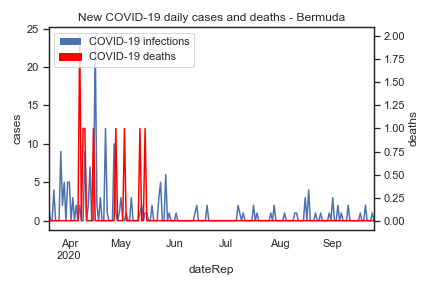 New COVID-19 daily cases and deaths - Bermuda
COVID-19 infections
COVID-19 deaths
25
20
15
10
5
0
cases
2.00
1.75
1.50
1.25
1.00
0.75
0.50
0.25
0.00
deaths
Apr May Jun Jul Aug Sep
2020
dateRep